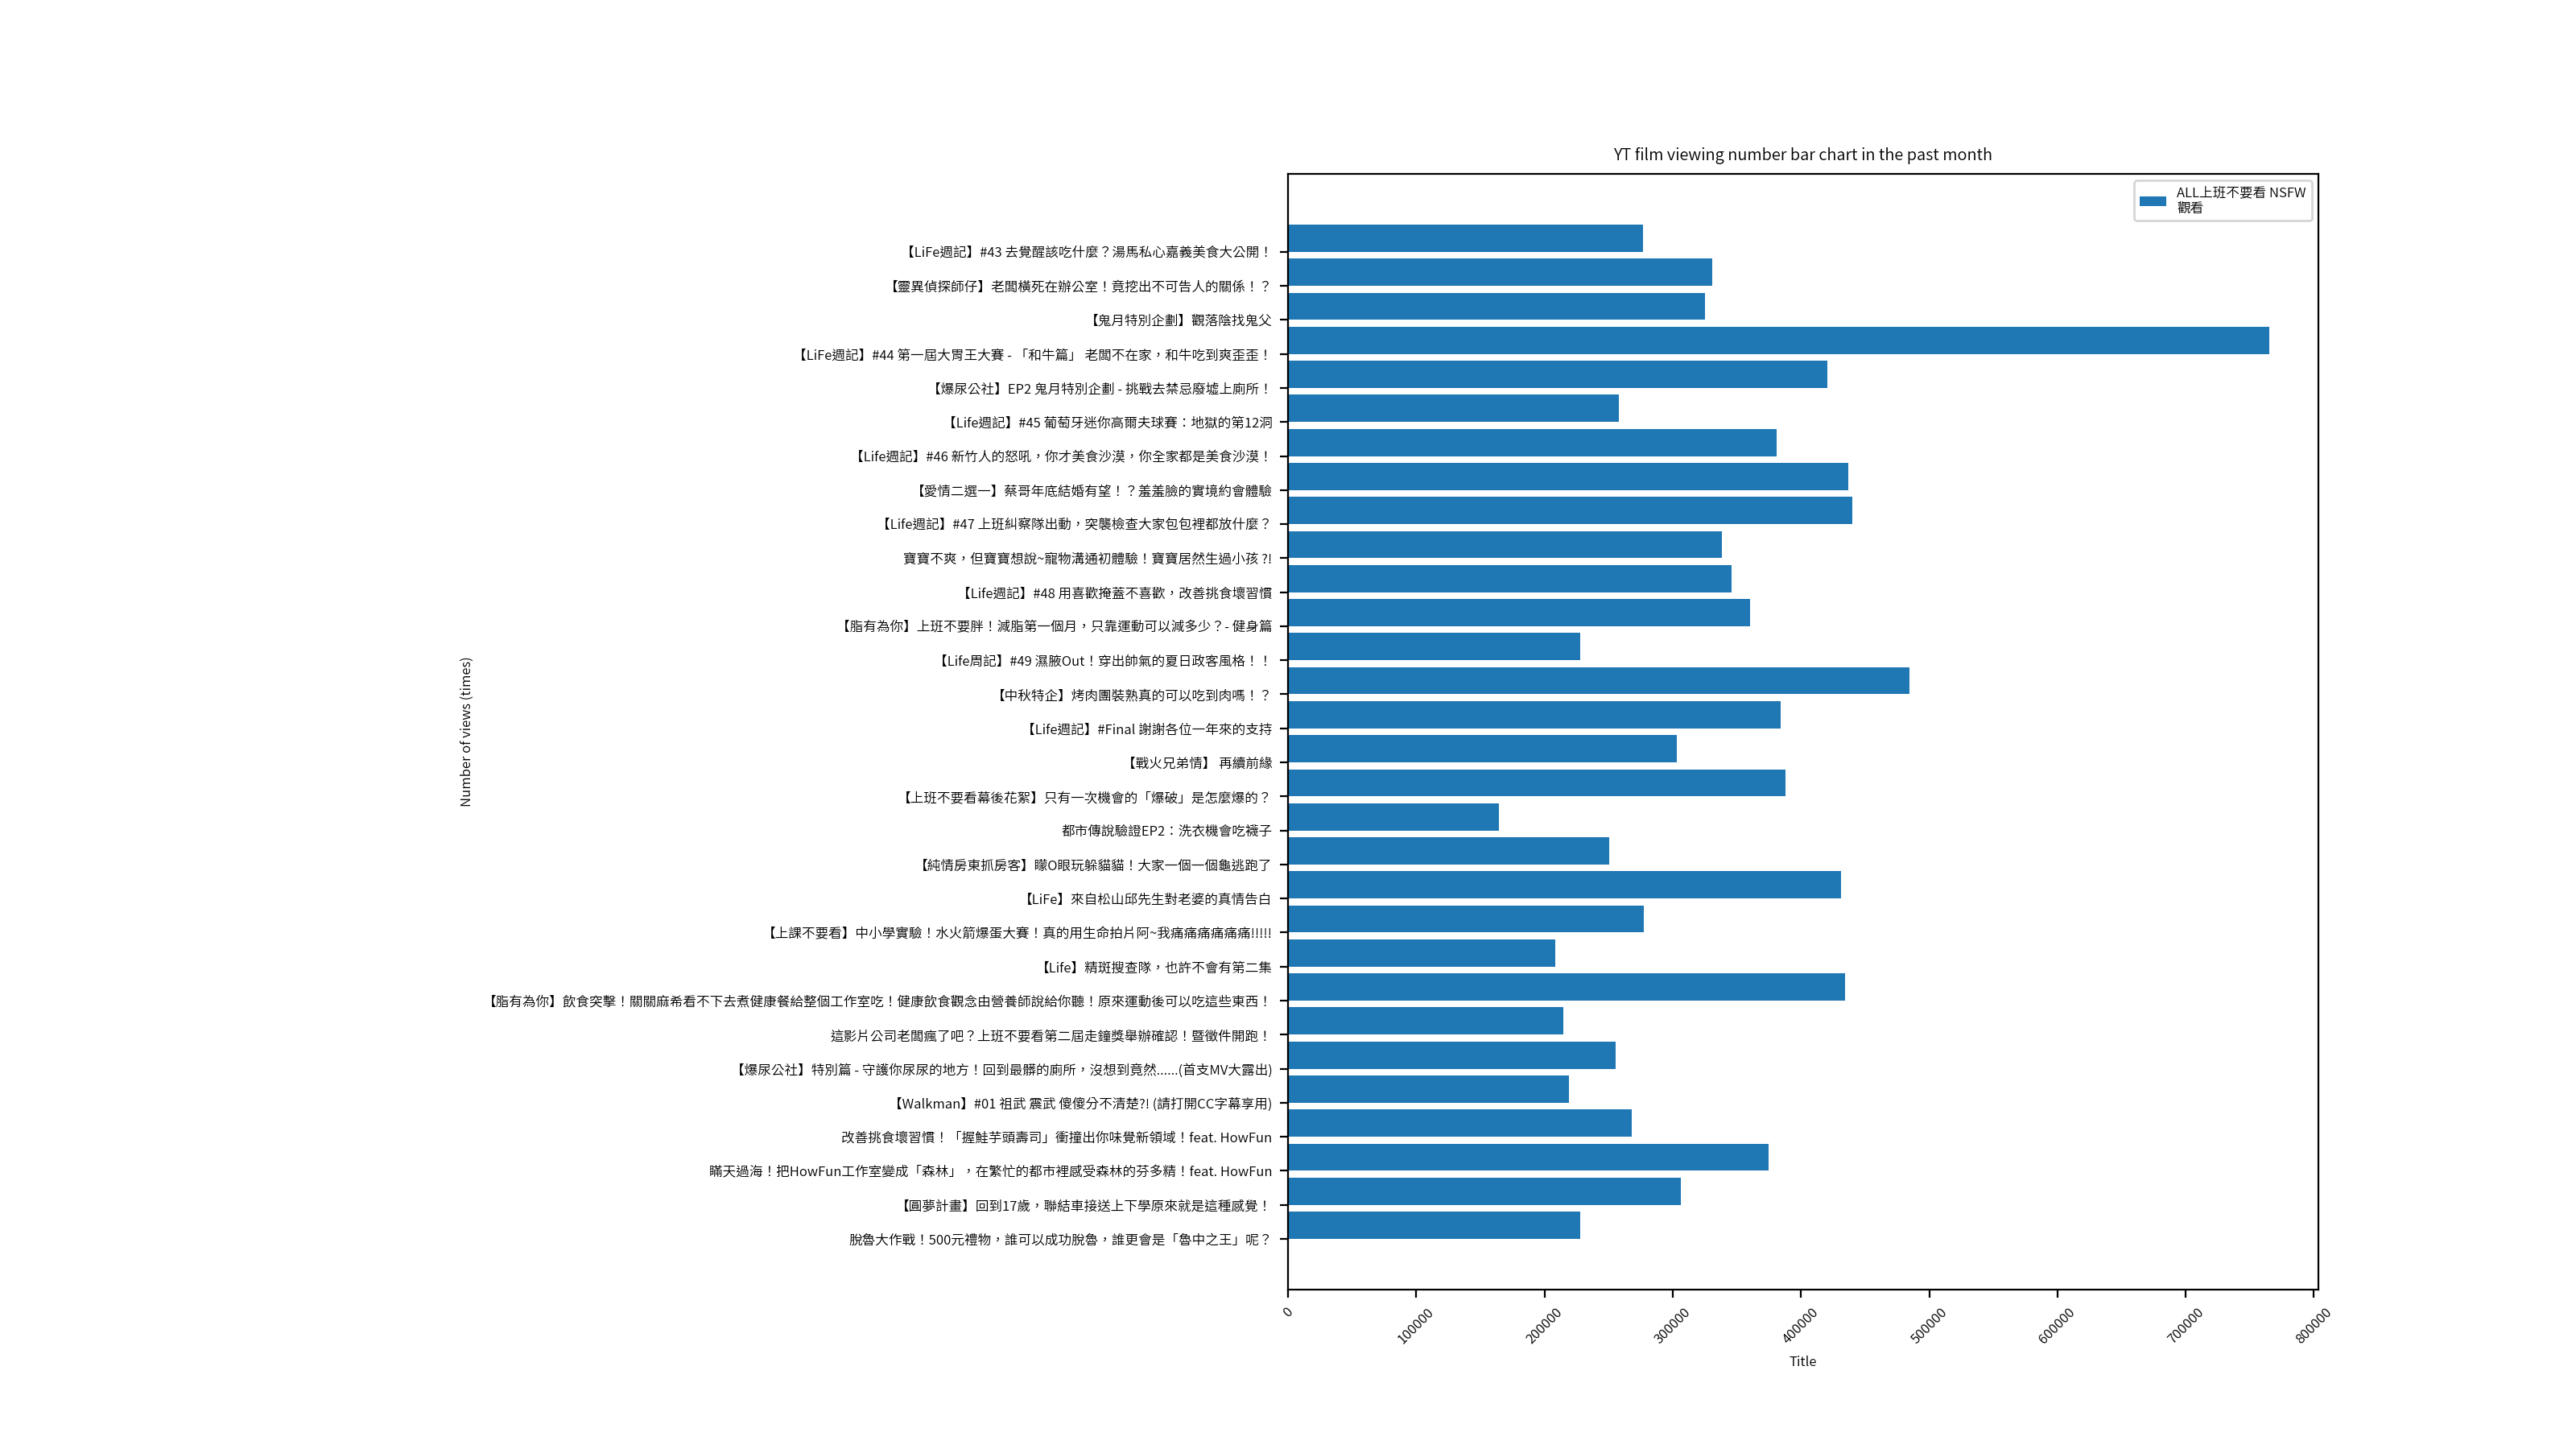 YT film viewing number bar chart in the past month
ALL上班不要看 NSFW
觀看
【LiFe週記】#43 去覺醒該吃什麼？湯馬私心嘉義美食大公開！
【靈異偵探師仔】老闆橫死在辦公室！竟挖出不可告人的關係！？
【鬼月特別企劃】觀落陰找鬼父
【LiFe週記】#44 第一屆大胃王大賽 - 「和牛篇」 老闆不在家，和牛吃到爽歪歪！
【爆尿公社】EP2 鬼月特別企劃 - 挑戰去禁忌廢墟上廁所！
【Life週記】#45 葡萄牙迷你高爾夫球賽：地獄的第12洞
【Life週記】#46 新竹人的怒吼，你才美食沙漠，你全家都是美食沙漠！
【愛情二選一】蔡哥年底結婚有望！？羞羞臉的實境約會體驗
【Life週記】#47 上班糾察隊出動，突襲檢查大家包包裡都放什麼？
寶寶不爽，但寶寶想說~寵物溝通初體驗！寶寶居然生過小孩 ?!
【Life週記】#48 用喜歡掩蓋不喜歡，改善挑食壞習慣
【脂有為你】上班不要胖！減脂第一個月，只靠運動可以減多少？- 健身篇
【Life周記】#49 濕腋Out！穿出帥氣的夏日政客風格！！
【中秋特企】烤肉團裝熟真的可以吃到肉嗎！？
【Life週記】#Final 謝謝各位一年來的支持
【戰火兄弟情】 再續前緣
【上班不要看幕後花絮】只有一次機會的「爆破」是怎麼爆的？
都市傳說驗證EP2：洗衣機會吃襪子
【純情房東抓房客】矇O眼玩躲貓貓！大家一個一個龜逃跑了
【LiFe】來自松山邱先生對老婆的真情告白
【上課不要看】中小學實驗！水火箭爆蛋大賽！真的用生命拍片阿~我痛痛痛痛痛痛!!!!!
【Life】精斑搜查隊，也許不會有第二集
【脂有為你】飲食突擊！關關麻希看不下去煮健康餐給整個工作室吃！健康飲食觀念由營養師說給你聽！原來運動後可以吃這些東西！
這影片公司老闆瘋了吧？上班不要看第二屆走鐘獎舉辦確認！暨徵件開跑！
【爆尿公社】特別篇 - 守護你尿尿的地方！回到最髒的廁所，沒想到竟然......(首支MV大露出)
【Walkman】#01 祖武 震武 傻傻分不清楚?! (請打開CC字幕享用)
改善挑食壞習慣！「握鮭芋頭壽司」衝撞出你味覺新領域！feat. HowFun
瞞天過海！把HowFun工作室變成「森林」，在繁忙的都市裡感受森林的芬多精！feat. HowFun
【圓夢計畫】回到17歲，聯結車接送上下學原來就是這種感覺！
脫魯大作戰！500元禮物，誰可以成功脫魯，誰更會是「魯中之王」呢？
Number of views (times)
0
100000
200000
300000
400000
500000
600000
700000
800000
Title